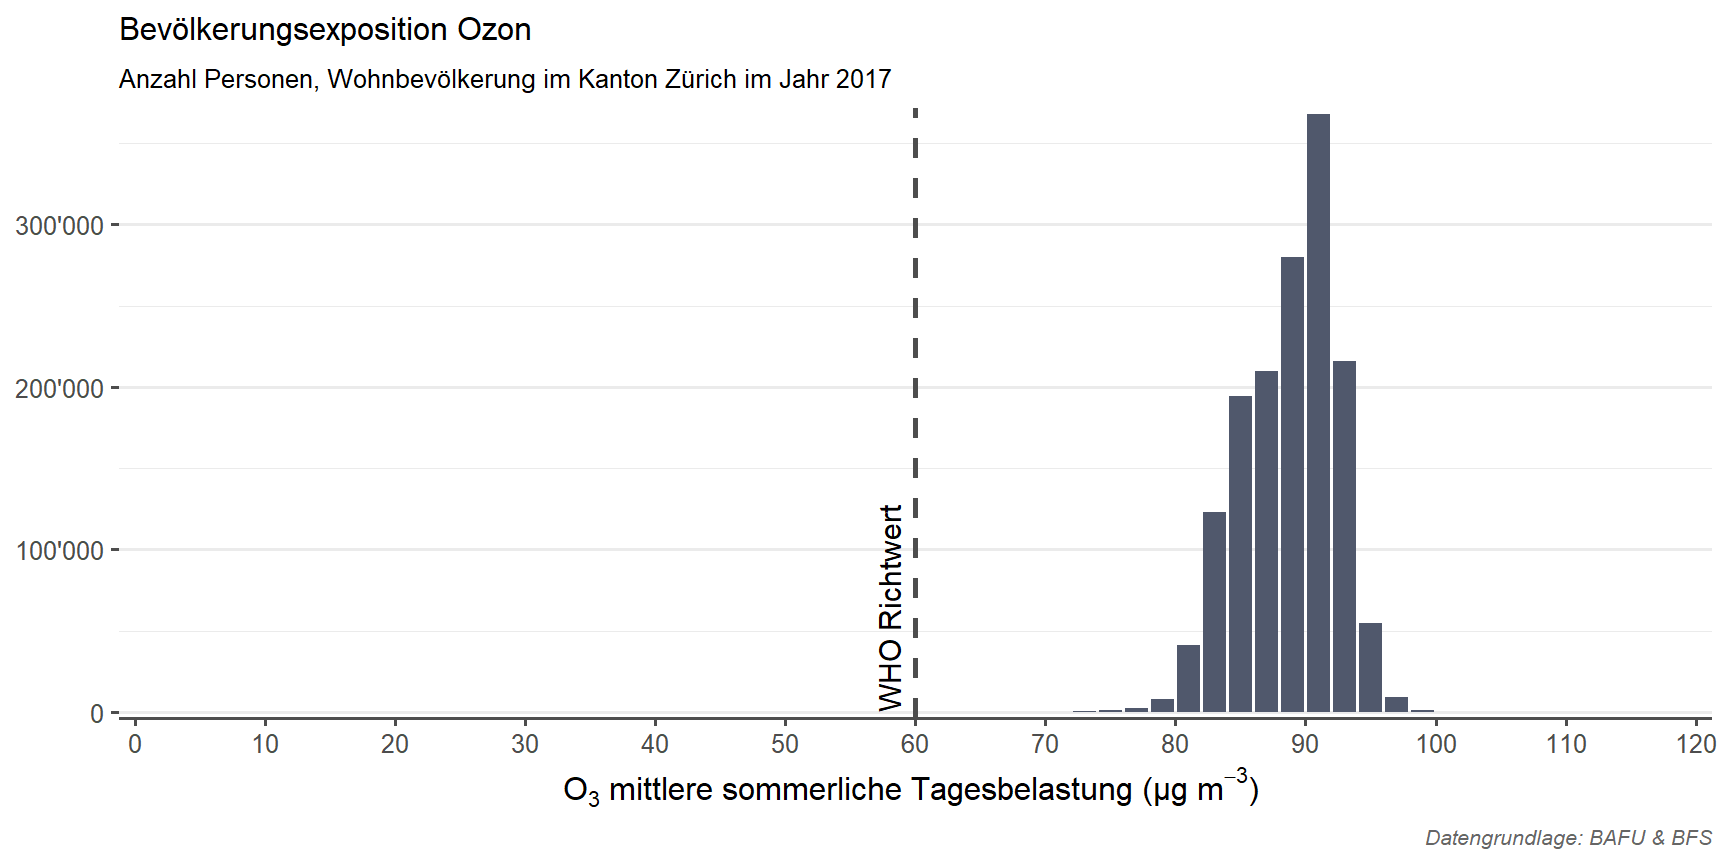 Bevölkerungsexposition Ozon
Anzahl Personen, Wohnbevölkerung im Kanton Zürich im Jahr 2017
300'000
200'000
100'000
0
WHO Richtwert
0 10 20 30 40 50 60 70 80 90 100 110 120
O₃ mittlere sommerliche Tagesbelastung (µg m⁻³)
Datengrundlage: BAFU & BFS